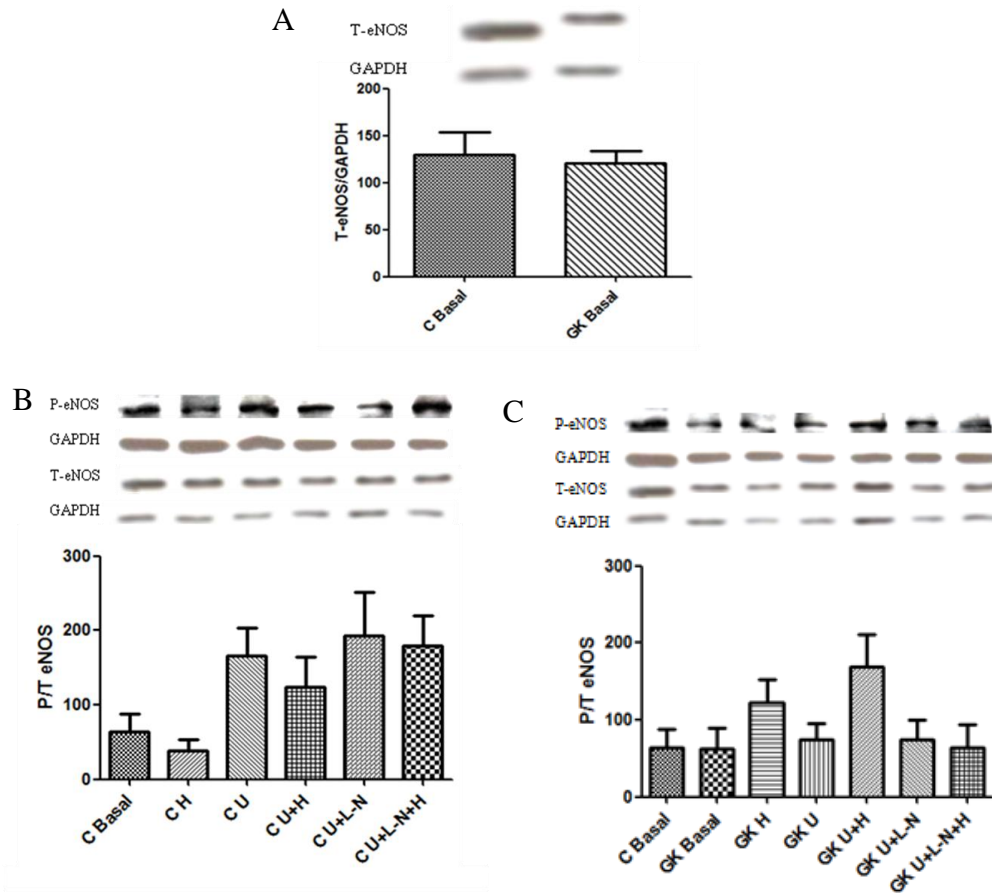 A
T-eNOS
GAPDH
200
150
100
50
0
T-eNOS/GAPDH
C Basal
GK Basal
B
P-eNOS
GAPDH
T-eNOS
GAPDH
300
200
100
0
P/T eNOS
C Basal
C H
C U
C U+H
C U+L-N
C U+L-N+H
C
P-eNOS
GAPDH
T-eNOS
GAPDH
300
200
100
0
P/T eNOS
C Basal
GK Basal
GK H
GK U
GK U+H
GK U+L-N
GK U+L-N+H